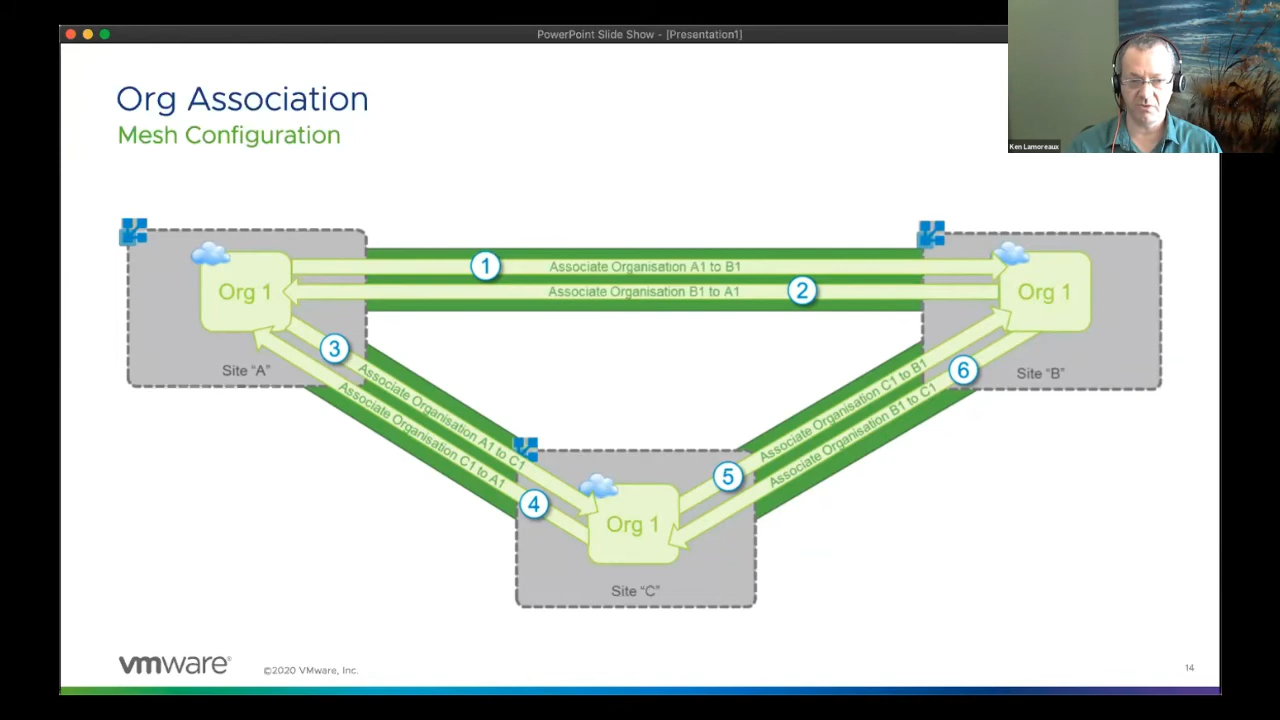 PowerPoint Slide Show - [Presentation1]
Ken Lamoreaux
Org Association
Mesh Configuration
1
Associate Organisation A1 to B1
2
Associate Organisation B1 to A1
Org 1
Org 1
3
Site "A"
6
Site "B"
Associate Organisation A1 to C1
Associate Organisation C1 to A1
Associate Organisation C1 to B1
Associate Organisation B1 to C1
5
4
Org 1
Site "C"
vmware®
©2020 VMware, Inc.
14